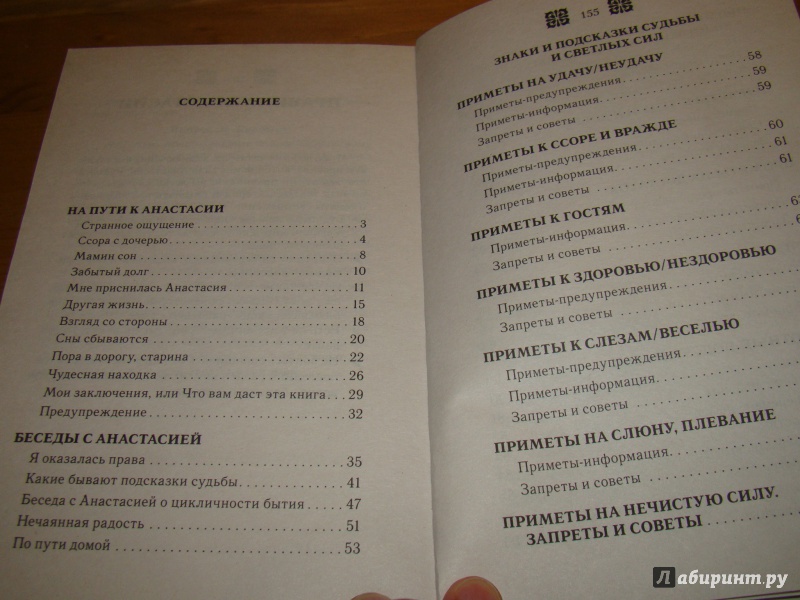 СОДЕРЖАНИЕ
НА ПУТИ К АНАСТАСИИ
Странное ощущение 3
Ссора с дочерью 4
Мамин сон 8
Забытый долг 10
Мне приснилась Анастасия 11
Другая жизнь. 15
Взгляд со стороны 18
Сны сбываются 20
Пора в дорогу, старина 22
Чудесная находка 26
Мои заключения, или Что вам даст эта книга 29
Предупреждение 32
БЕСЕДЫ С АНАСТАСИЕЙ
Я оказалась права 35
Какие бывают подсказки судьбы. 41
Беседа с Анастасией о цикличности бытия 47
Нечаянная радость 51
По пути домой 53
155
ЗНАКИ И ПОДСКАЗКИ СУДЬБЫ
И СВЕТЛЫХ СИЛ
ПРИМЕТЫ НА УДАЧУ/НЕУДАЧУ 58
Приметы-предупреждения. 59
Приметы-информация. 59
Запреты и советы
ПРИМЕТЫ К ССОРЕ И ВРАЖДЕ 60
Приметы-предупреждения. 61
Приметы-информация. 61
Запреты и советы
ПРИМЕТЫ К ГОСТЯМ
Приметы-информация.
Запреты и советы
ПРИМЕТЫ К ЗДОРОВЬЮ/НЕЗДОРОВЬЮ
Приметы-предупреждения.
Запреты и советы
ПРИМЕТЫ К СЛЕЗАМ/ВЕСЕЛЬЮ
Приметы-предупреждения.
Приметы-информация.
Запреты и советы
ПРИМЕТЫ НА СЛЮНУ, ПЛЕВАНИЕ
Приметы-информация.
Запреты и советы
ПРИМЕТЫ НА НЕЧИСТУЮ СИЛУ.
ЗАПРЕТЫ И СОВЕТЫ
Лабиринт.ру